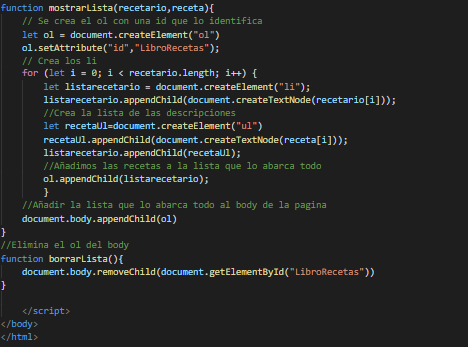 function mostrarLista(recetario,receta){
// Se crea el ol con una id que lo identifica
let ol = document.createElement("ol")
ol.setAttribute("id","LibroRecetas");
// Crea los li
for (let i = 0; i < recetario.length; i++) {
let listarecetario = document.createElement("li");
listarecetario.appendChild(document.createTextNode(recetario[i]));
//Crea la lista de las descripciones
let recetaUl=document.createElement("ul")
recetaUl.appendChild(document.createTextNode(receta[i]));
listarecetario.appendChild(recetaUl);
//Añadimos las recetas a la lista que lo abarca todo
ol.appendChild(listarecetario);
}
//Añadir la lista que lo abarca todo al body de la pagina
document.body.appendChild(ol)
}
//Elimina el ol del body
function borrarLista(){
document.body.removeChild(document.getElementById("LibroRecetas"))
}
</script>
</body>
</html>